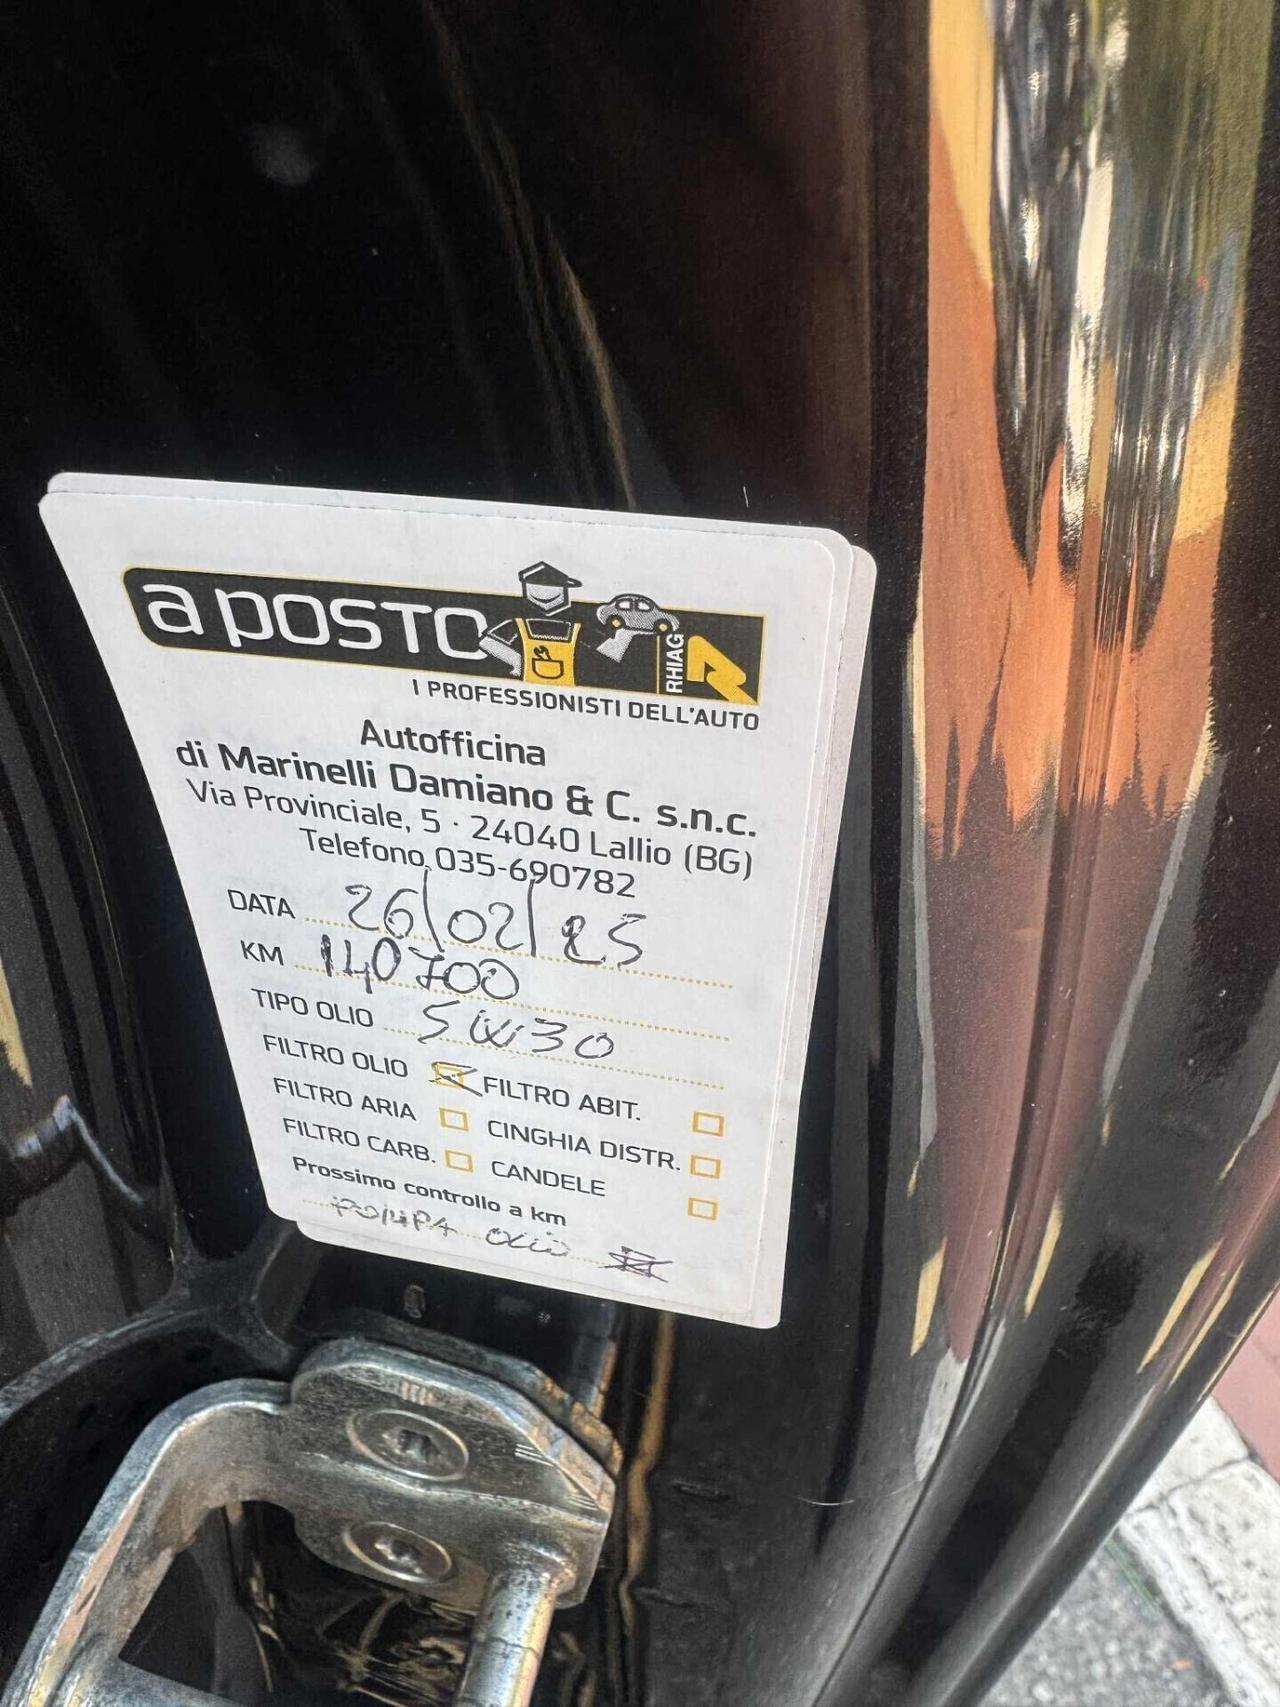 a posto
RHIAG
I PROFESSIONISTI DELL'AUTO
Autofficina
di Marinelli Damiano & C. s.n.c.
Via Provinciale, 5 · 24040 Lallio (BG)
Telefono 035-690782
DATA 26/02/25
KM 140700
TIPO OLIO 5W30
FILTRO OLIO FILTRO ABIT.
FILTRO ARIA CINGHIA DISTR.
FILTRO CARB. CANDELE
Prossimo controllo a km
POMPA OLIO